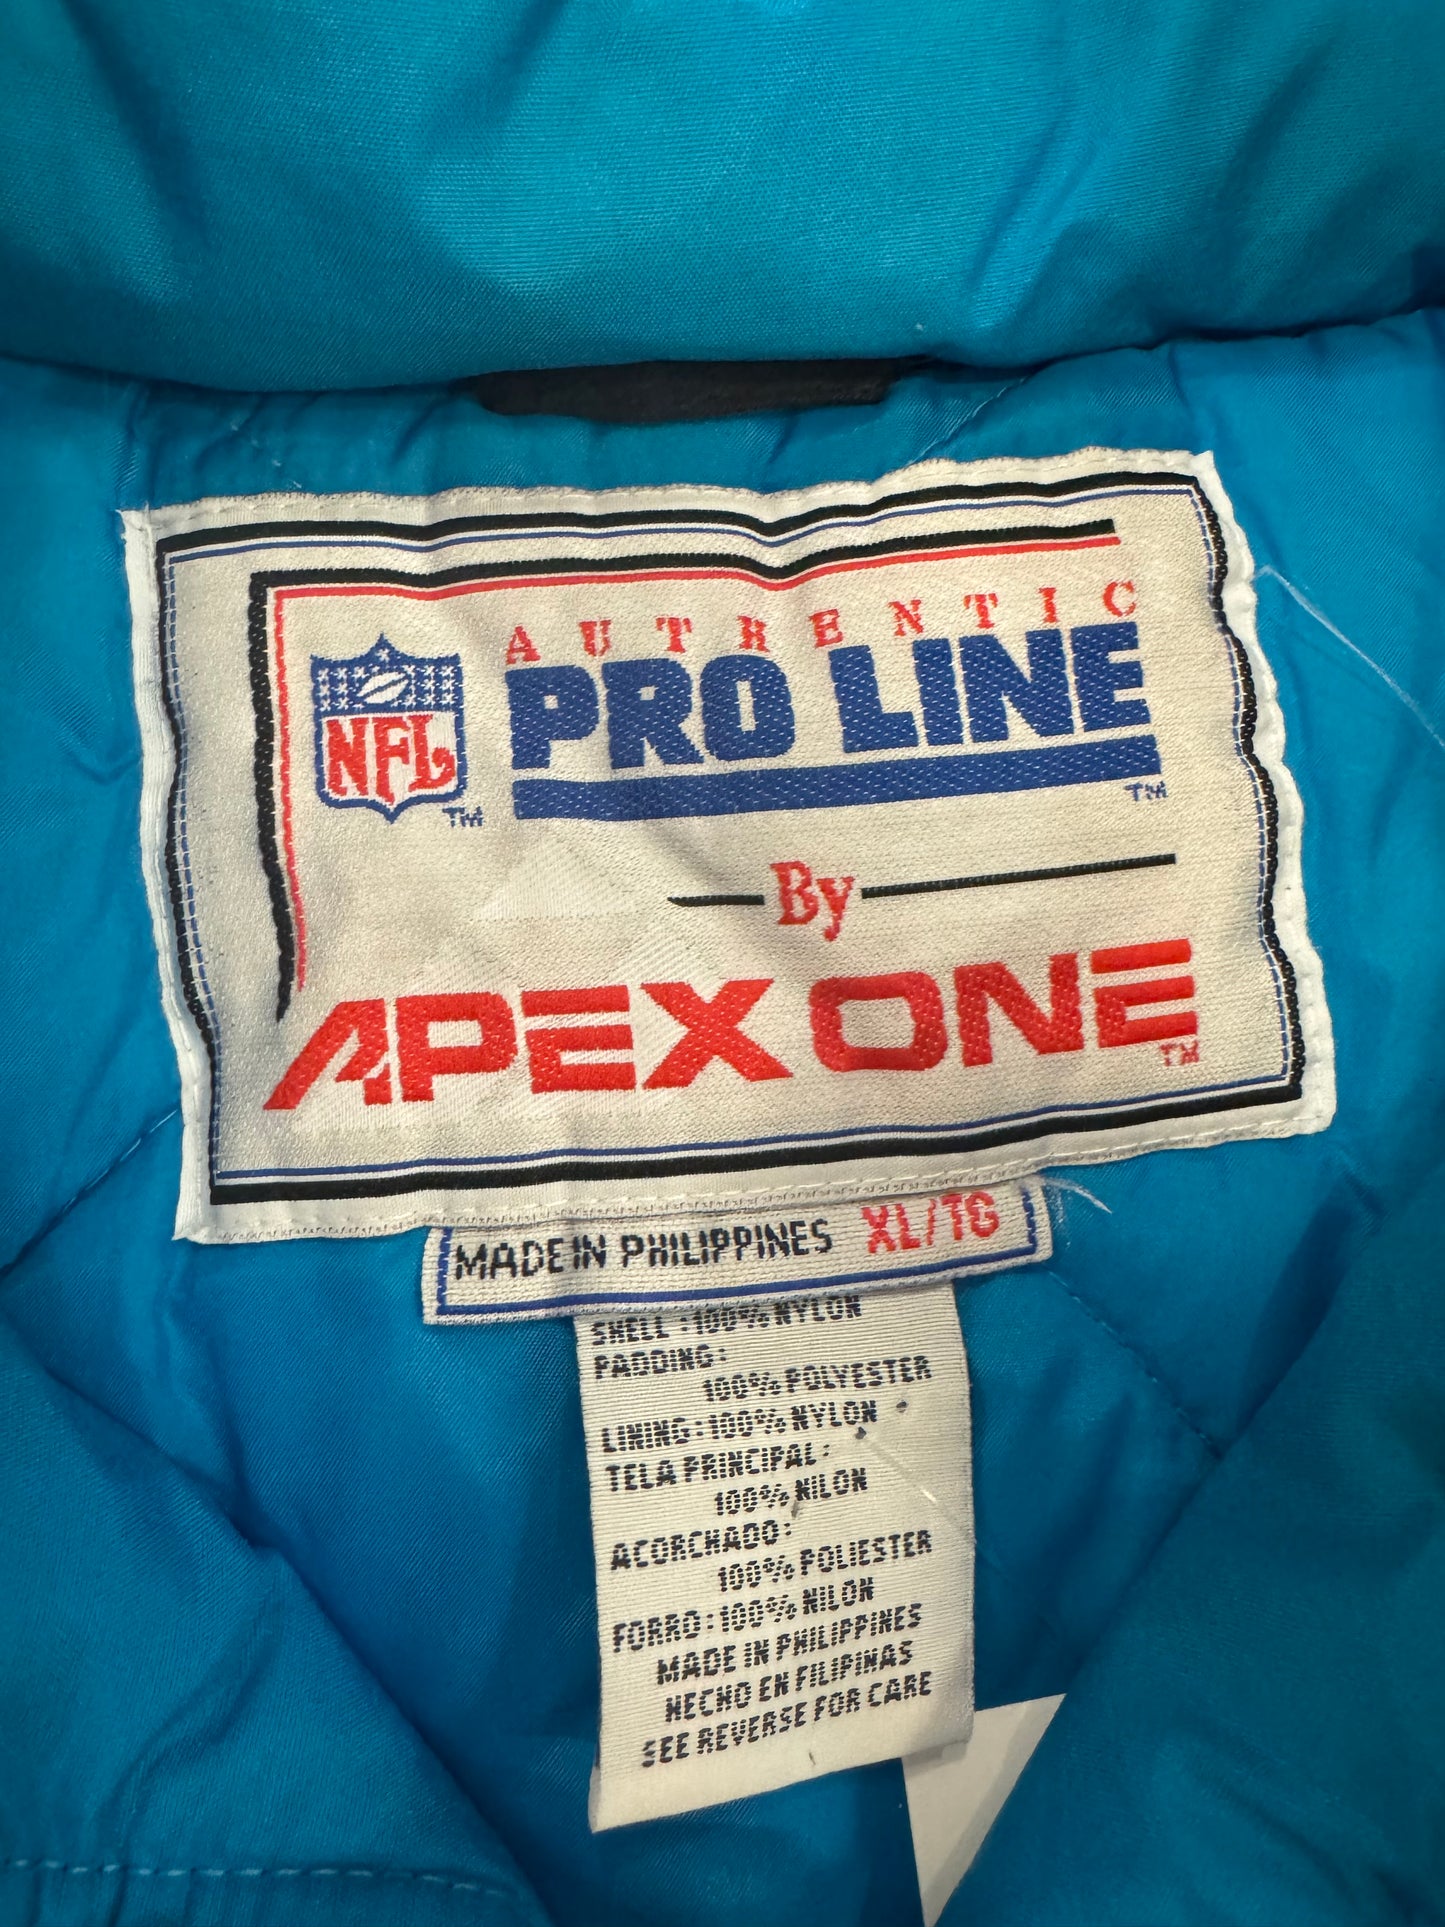 AUTHENTIC
NFL
PRO LINE
TM
TM
By
APEX ONE
TM
MADE IN PHILIPPINES XL/TG
SHELL : 100% NYLON
PADDING:
100% POLYESTER
LINING: 100% NYLON
TELA PRINCIPAL:
100% NILON
ACORCHADO:
100% POLIESTER
FORRO: 100% NILON
MADE IN PHILIPPINES
HECHO EN FILIPINAS
SEE REVERSE FOR CARE